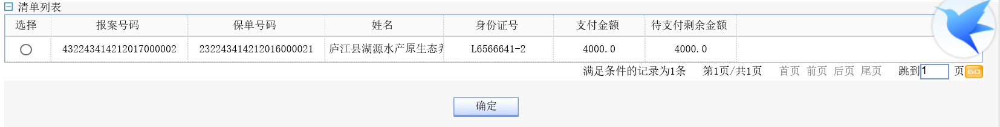 清单列表
选择 报案号码 保单号码 姓名 身份证号 支付金额 待支付剩余金额
432243414212017000002 232243414212016000021 庐江县湖源水产原生态 L6566641-2 4000.0 4000.0
满足条件的记录为1条 第1页/共1页 首页 前页 后页 尾页 跳到 1 页 GO
确定